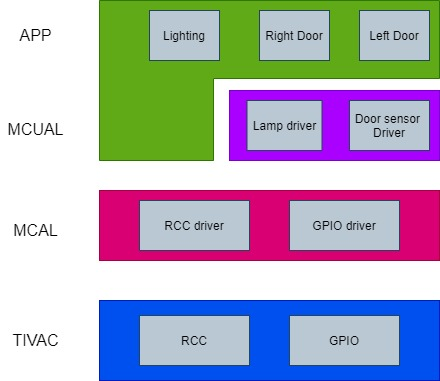 APP
Lighting
Right Door
Left Door
MCUAL
Lamp driver
Door sensor
Driver
MCAL
RCC driver
GPIO driver
TIVAC
RCC
GPIO